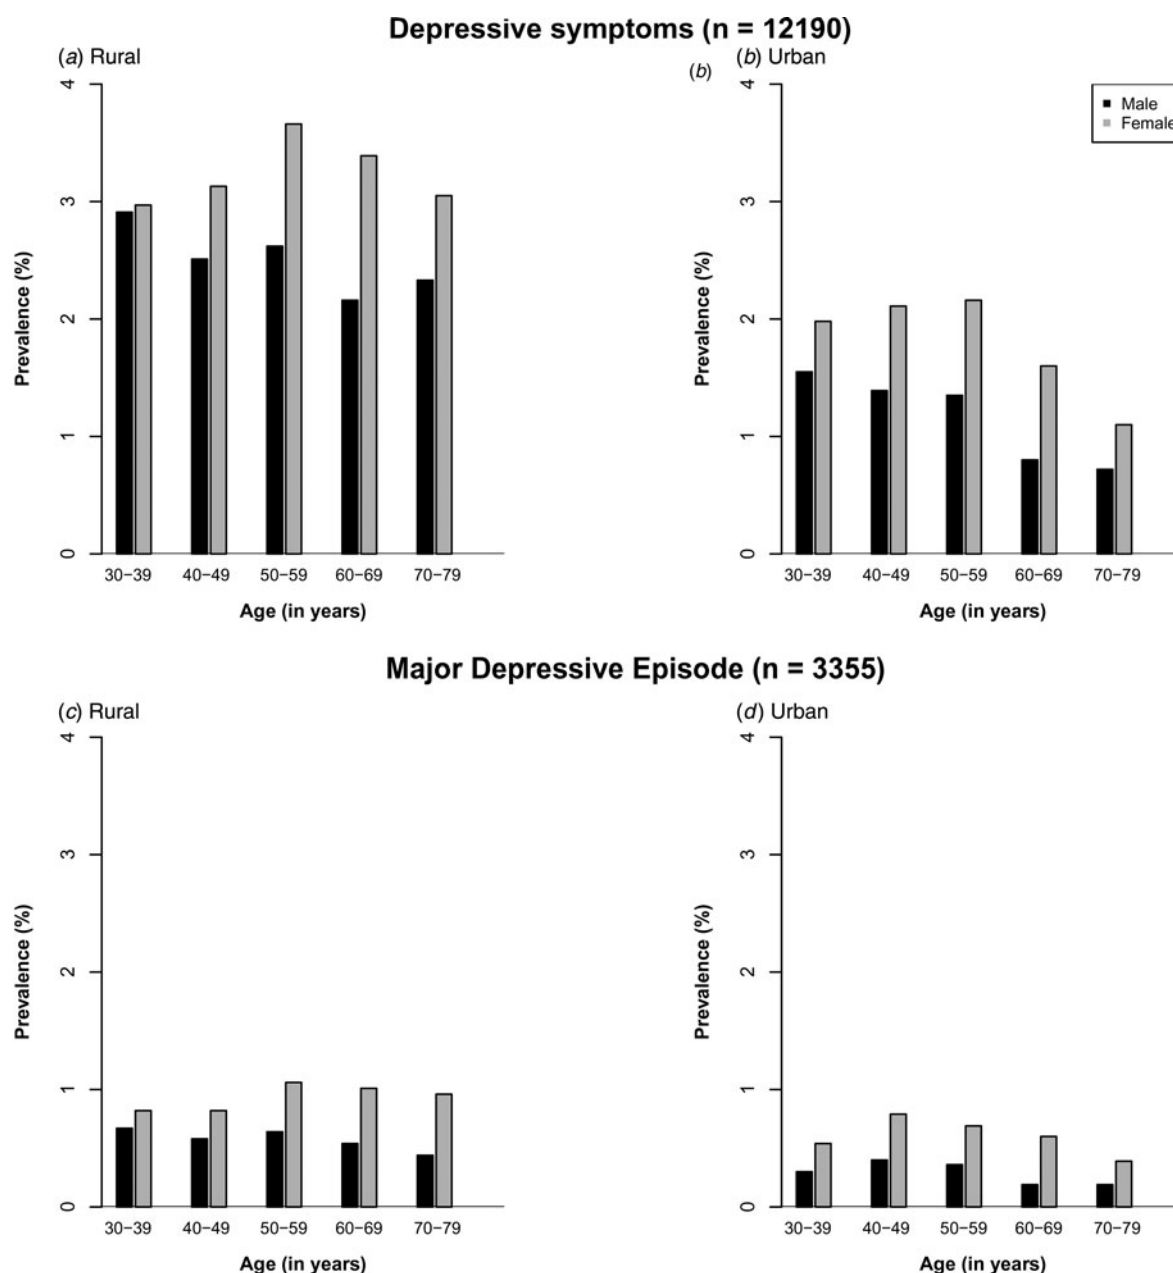 Depressive symptoms (n = 12190)
(a) Rural
(b)
(b) Urban
4
3
2
1
0
Prevalence (%)
30–39 40–49 50–59 60–69 70–79
Age (in years)
4
3
2
1
0
Prevalence (%)
Male
Female
30–39 40–49 50–59 60–69 70–79
Age (in years)
Major Depressive Episode (n = 3355)
(c) Rural
(d) Urban
4
3
2
1
0
Prevalence (%)
30–39 40–49 50–59 60–69 70–79
Age (in years)
4
3
2
1
0
Prevalence (%)
30–39 40–49 50–59 60–69 70–79
Age (in years)